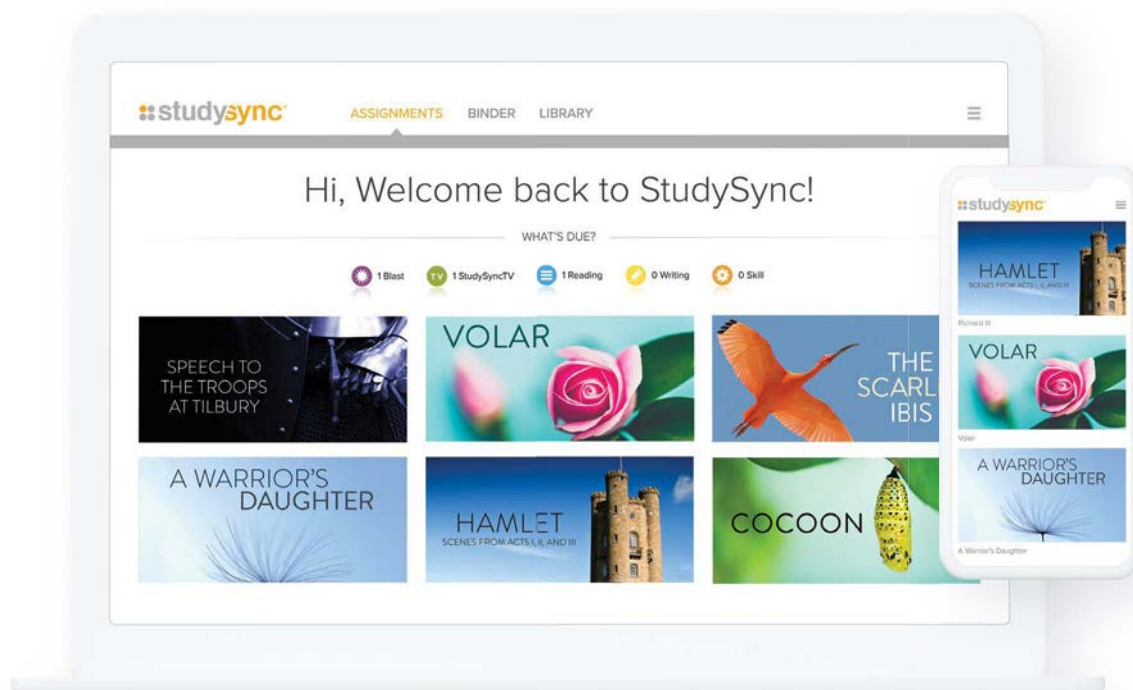 studysync
ASSIGNMENTS BINDER LIBRARY
Hi, Welcome back to StudySync!
WHAT'S DUE?
1 Blast TV 1 StudySyncTV 1 Reading 0 Writing 0 Skill
SPEECH TO
THE TROOPS
AT TILBURY
VOLAR
THE
SCARL
IBIS
A WARRIOR'S
DAUGHTER
HAMLET
SCENES FROM ACTS I, II, AND III
COCOON
studysync
HAMLET
SCENES FROM ACTS I, II, AND III
Richard III
VOLAR
Volar
A WARRIOR'S
DAUGHTER
A Warrior's Daughter